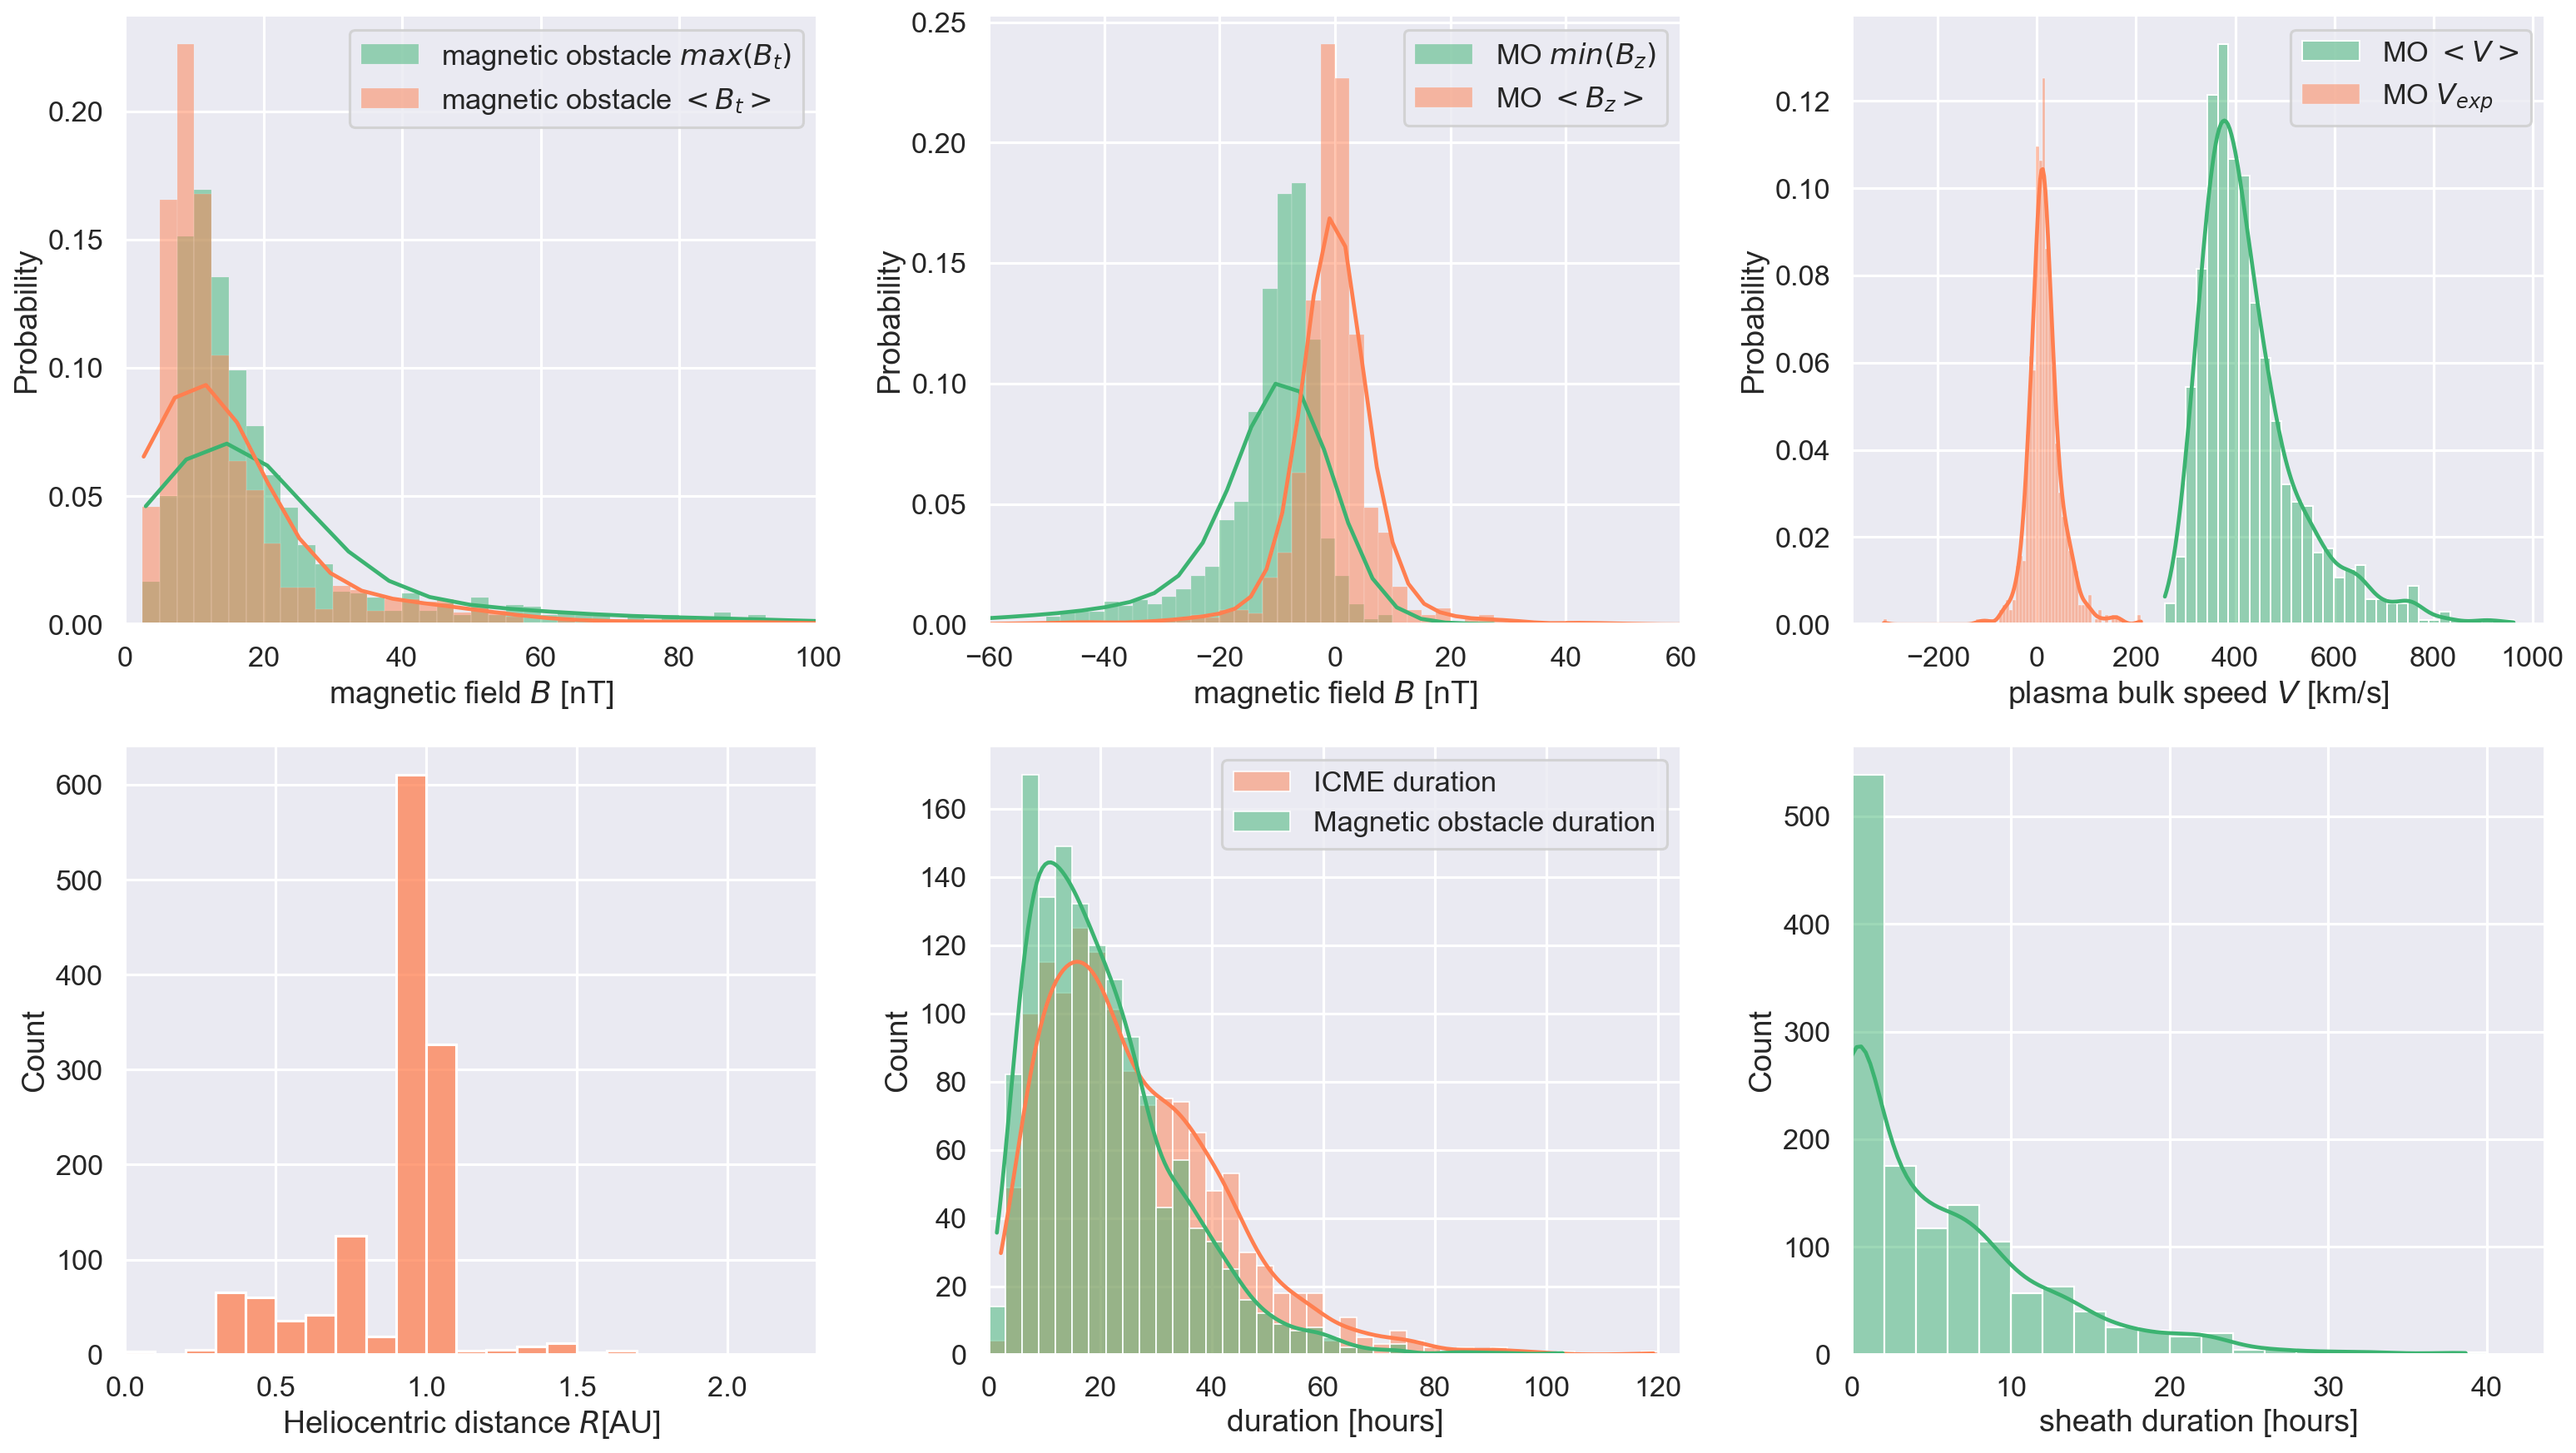 magnetic obstacle max(B_t)
magnetic obstacle <B_t>
0.20
0.15
0.10
0.05
0.00
Probability
0 20 40 60 80 100
magnetic field B [nT]
MO min(B_z)
MO <B_z>
0.25
0.20
0.15
0.10
0.05
0.00
Probability
−60 −40 −20 0 20 40 60
magnetic field B [nT]
MO <V>
MO V_exp
0.12
0.10
0.08
0.06
0.04
0.02
0.00
Probability
−200 0 200 400 600 800 1000
plasma bulk speed V [km/s]
600
500
400
300
200
100
0
Count
0.0 0.5 1.0 1.5 2.0
Heliocentric distance R[AU]
ICME duration
Magnetic obstacle duration
160
140
120
100
80
60
40
20
0
Count
0 20 40 60 80 100 120
duration [hours]
500
400
300
200
100
0
Count
0 10 20 30 40
sheath duration [hours]